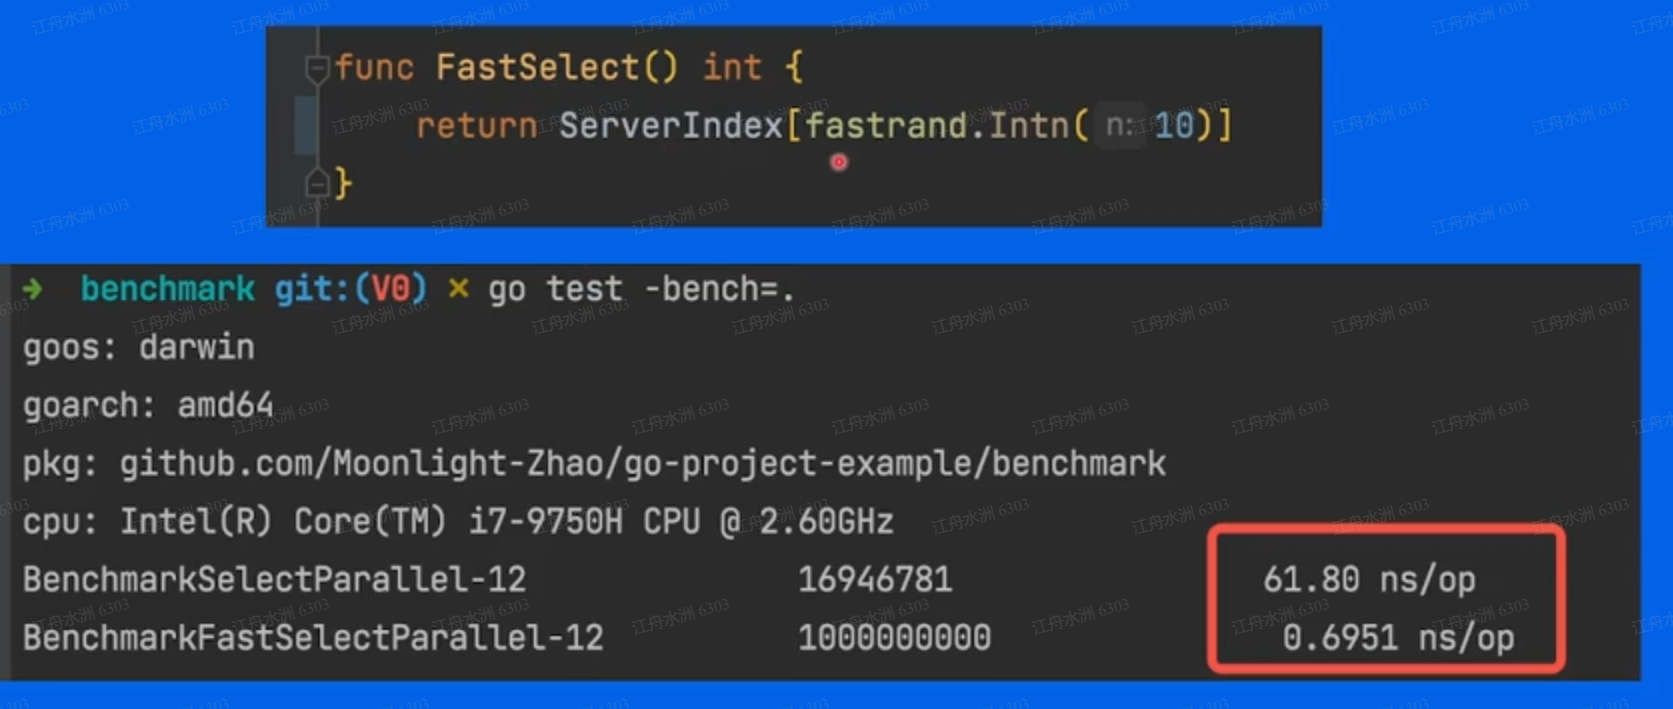 func FastSelect() int {
return ServerIndex[fastrand.Intn( n: 10)]
}
➜ benchmark git:(V0) ✗ go test -bench=.
goos: darwin
goarch: amd64
pkg: github.com/Moonlight-Zhao/go-project-example/benchmark
cpu: Intel(R) Core(TM) i7-9750H CPU @ 2.60GHz
BenchmarkSelectParallel-12 16946781 61.80 ns/op
BenchmarkFastSelectParallel-12 1000000000 0.6951 ns/op
江舟水洲 6303